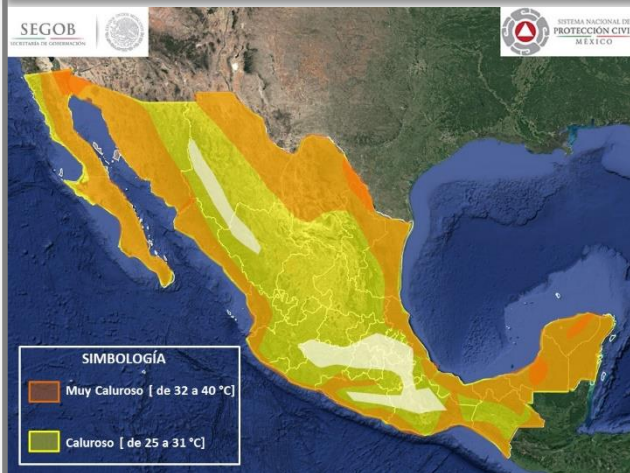 SEGOB
SECRETARÍA DE GOBERNACIÓN
SISTEMA NACIONAL DE
PROTECCIÓN CIVI
MÉXICO
SIMBOLOGÍA
Muy Caluroso [ de 32 a 40 °C]
Caluroso [ de 25 a 31 °C]